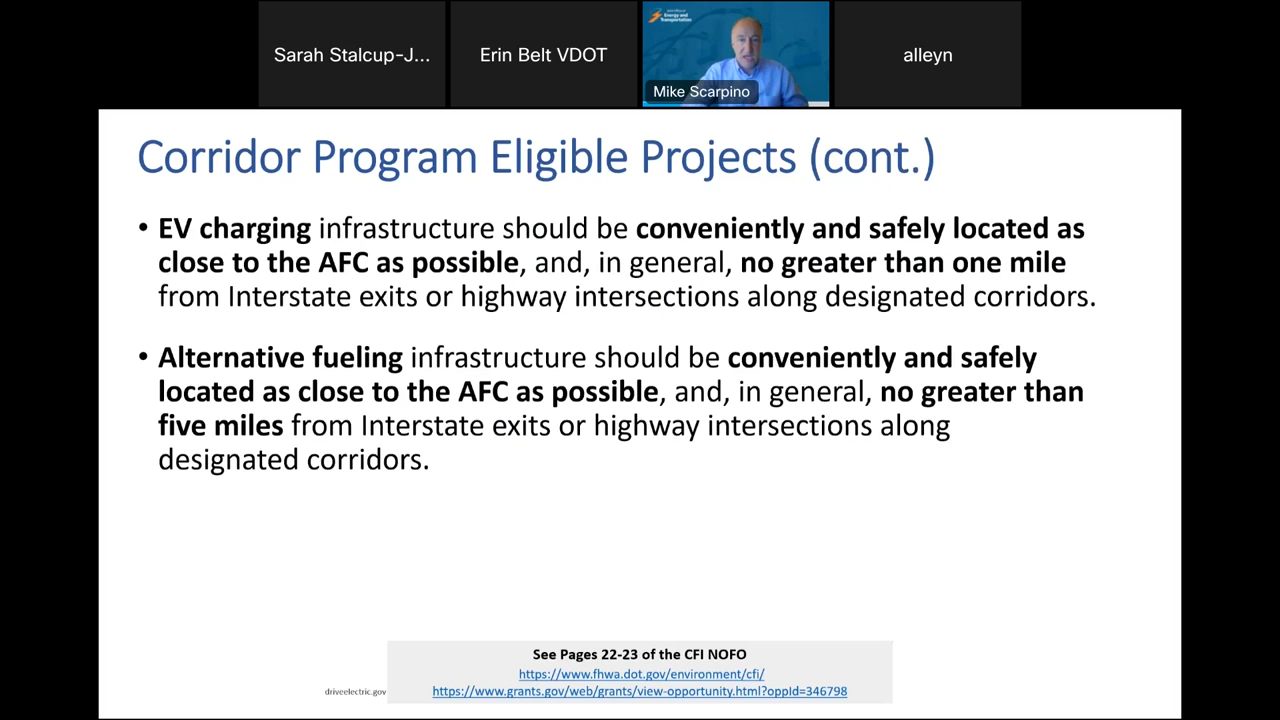 Sarah Stalcup-J...
Erin Belt VDOT
Energy and
Transportation
Mike Scarpino
alleyn
Corridor Program Eligible Projects (cont.)
• EV charging infrastructure should be conveniently and safely located as
close to the AFC as possible, and, in general, no greater than one mile
from Interstate exits or highway intersections along designated corridors.
• Alternative fueling infrastructure should be conveniently and safely
located as close to the AFC as possible, and, in general, no greater than
five miles from Interstate exits or highway intersections along
designated corridors.
See Pages 22-23 of the CFI NOFO
https://www.fhwa.dot.gov/environment/cfi/
driveelectric.gov
https://www.grants.gov/web/grants/view-opportunity.html?oppId=346798